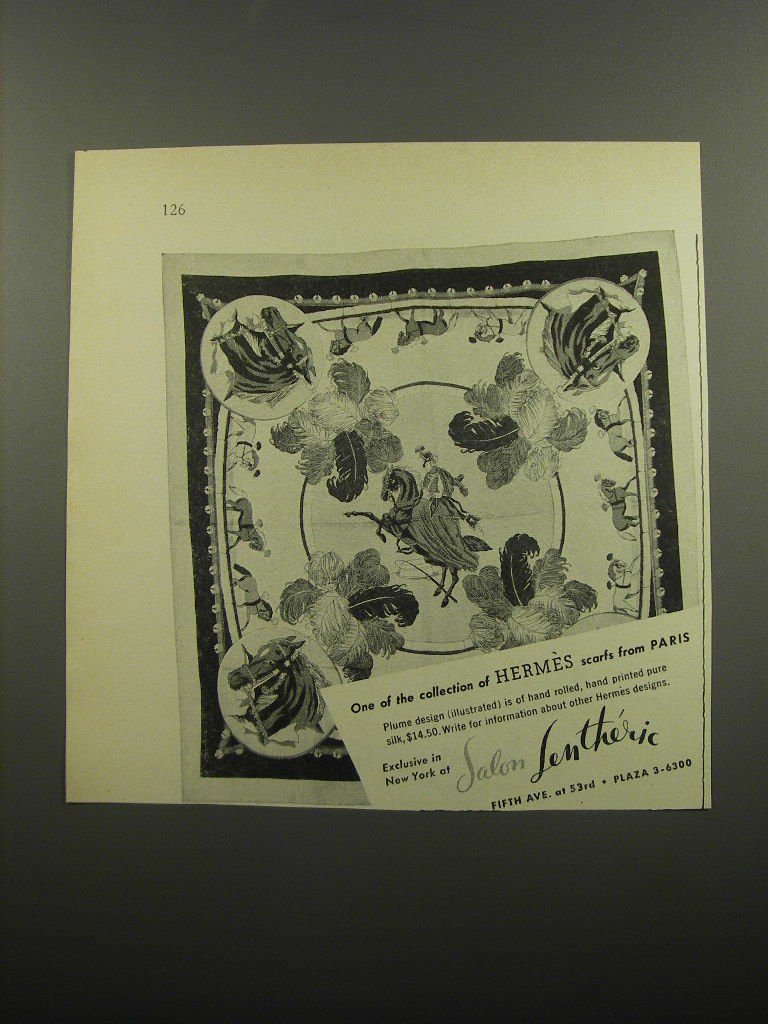 126
One of the collection of HERMÈS scarfs from PARIS
Plume design (illustrated) is of hand rolled, hand printed pure
silk, $14.50. Write for information about other Hermès designs.
Exclusive in
New York at
Salon Lenthéric
FIFTH AVE. at 53rd • PLAZA 3-6300